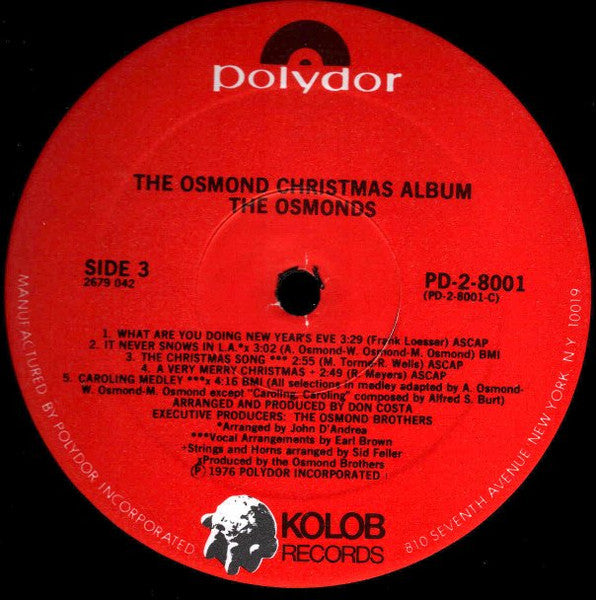 polydor
THE OSMOND CHRISTMAS ALBUM
THE OSMONDS
SIDE 3
2679 042
PD-2-8001
(PD-2-8001-C)
1. WHAT ARE YOU DOING NEW YEAR'S EVE 3:29 (Frank Loesser) ASCAP
2. IT NEVER SNOWS IN L.A.*x 3:02 (A. Osmond-W. Osmond-M. Osmond) BMI
3. THE CHRISTMAS SONG *** 2:55 (M. Torme-R. Wells) ASCAP
4. A VERY MERRY CHRISTMAS + 2:49 (R. Meyers) ASCAP
5. CAROLING MEDLEY ***x 4:16 BMI (All selections in medley adapted by A. Osmond-
W. Osmond-M. Osmond except "Caroling, Caroling" composed by Alfred S. Burt)
ARRANGED AND PRODUCED BY DON COSTA
EXECUTIVE PRODUCERS: THE OSMOND BROTHERS
*Arranged by John D'Andrea
***Vocal Arrangements by Earl Brown
+Strings and Horns arranged by Sid Feller
xProduced by the Osmond Brothers
(P) 1976 POLYDOR INCORPORATED
KOLOB
RECORDS
MANUFACTURED BY POLYDOR INCORPORATED
810 SEVENTH AVENUE, NEW YORK, N.Y. 10019